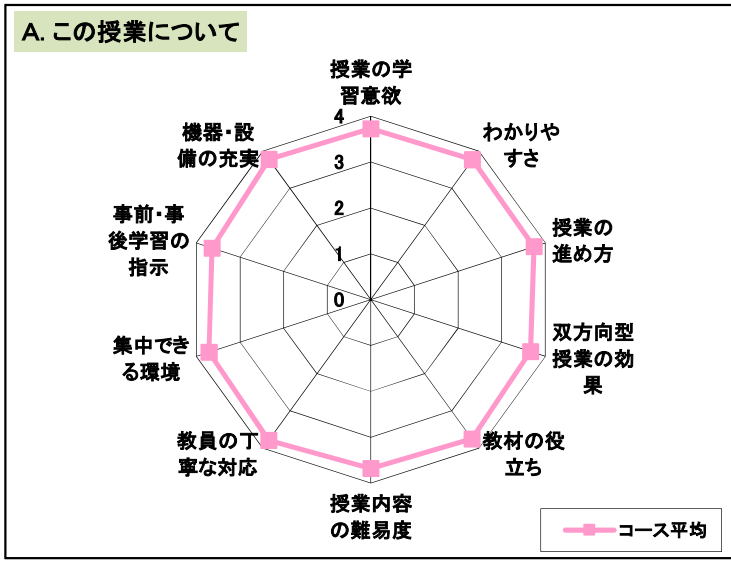 A. この授業について
授業の学
習意欲
わかりや
すさ
授業の
進め方
双方向型
授業の効
果
教材の役
立ち
授業内容
の難易度
教員の丁
寧な対応
集中でき
る環境
事前・事
後学習の
指示
機器・設
備の充実
4
3
2
1
0
コース平均